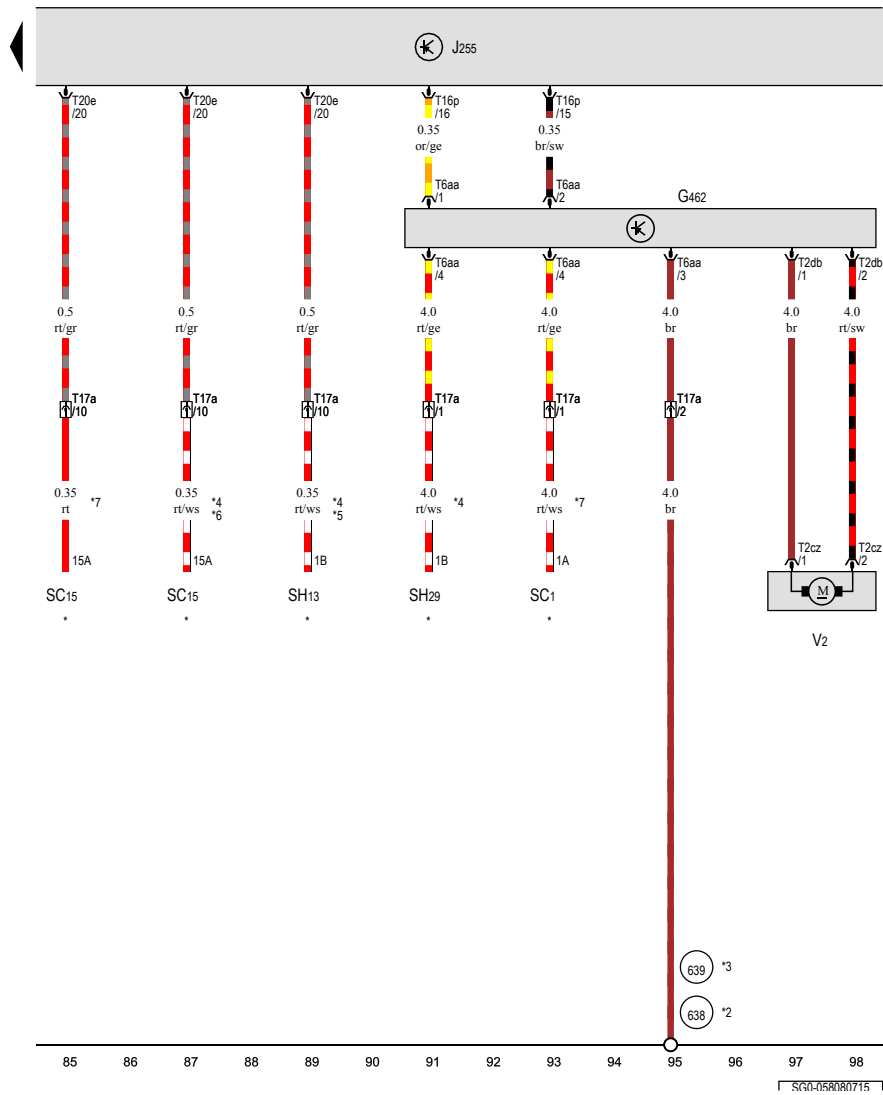 J255
T20e T20e T20e T16p T16p
/20 /20 /20 /16 /15
0.35 0.35
or/ge br/sw
T6aa T6aa
/1 /2
G462
T6aa T6aa T6aa T2db T2db
/4 /4 /3 /1 /2
0.5 0.5 0.5 4.0 4.0 4.0 4.0 4.0
rt/gr rt/gr rt/gr rt/ge rt/ge br br rt/sw
T17a T17a T17a T17a T17a T17a
/10 /10 /10 /1 /1 /2
0.35 0.35 0.35 4.0 4.0 4.0
rt *7 rt/ws *4 rt/ws *4 rt/ws *4 rt/ws *7 br
*6 *5
T2cz T2cz
/1 /2
15A 15A 1B 1B 1A
M
SC15 SC15 SH13 SH29 SC1
* * * * *
V2
639 *3
638 *2
85 86 87 88 89 90 91 92 93 94 95 96 97 98
SG0-058080715